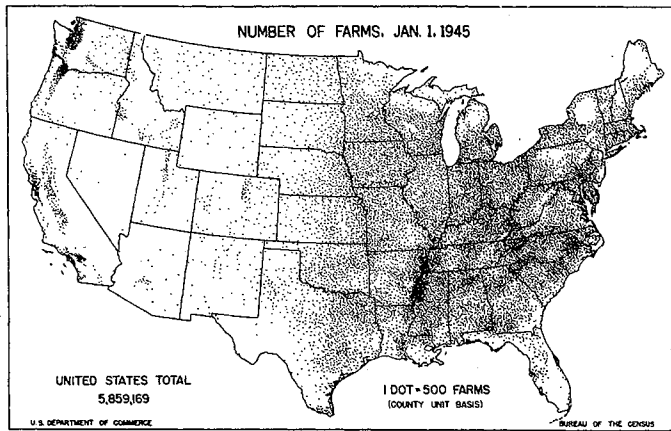 NUMBER OF FARMS, JAN. 1, 1945
UNITED STATES TOTAL
5,859,169
1 DOT = 500 FARMS
(COUNTY UNIT BASIS)
U.S. DEPARTMENT OF COMMERCE
BUREAU OF THE CENSUS